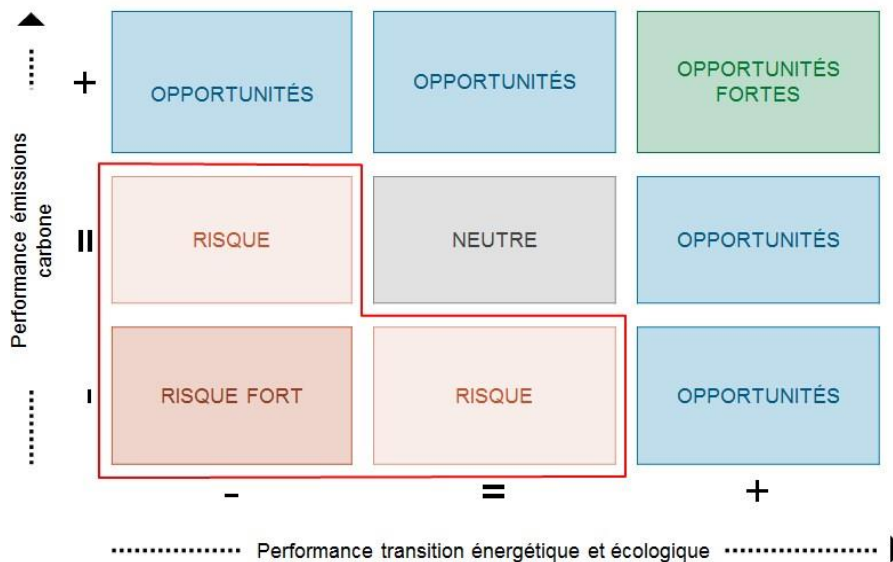 +
OPPORTUNITÉS
OPPORTUNITÉS
OPPORTUNITÉS
FORTES
Performance émissions
carbone
=
RISQUE
NEUTRE
OPPORTUNITÉS
-
RISQUE FORT
RISQUE
OPPORTUNITÉS
-
=
+
Performance transition énergétique et écologique